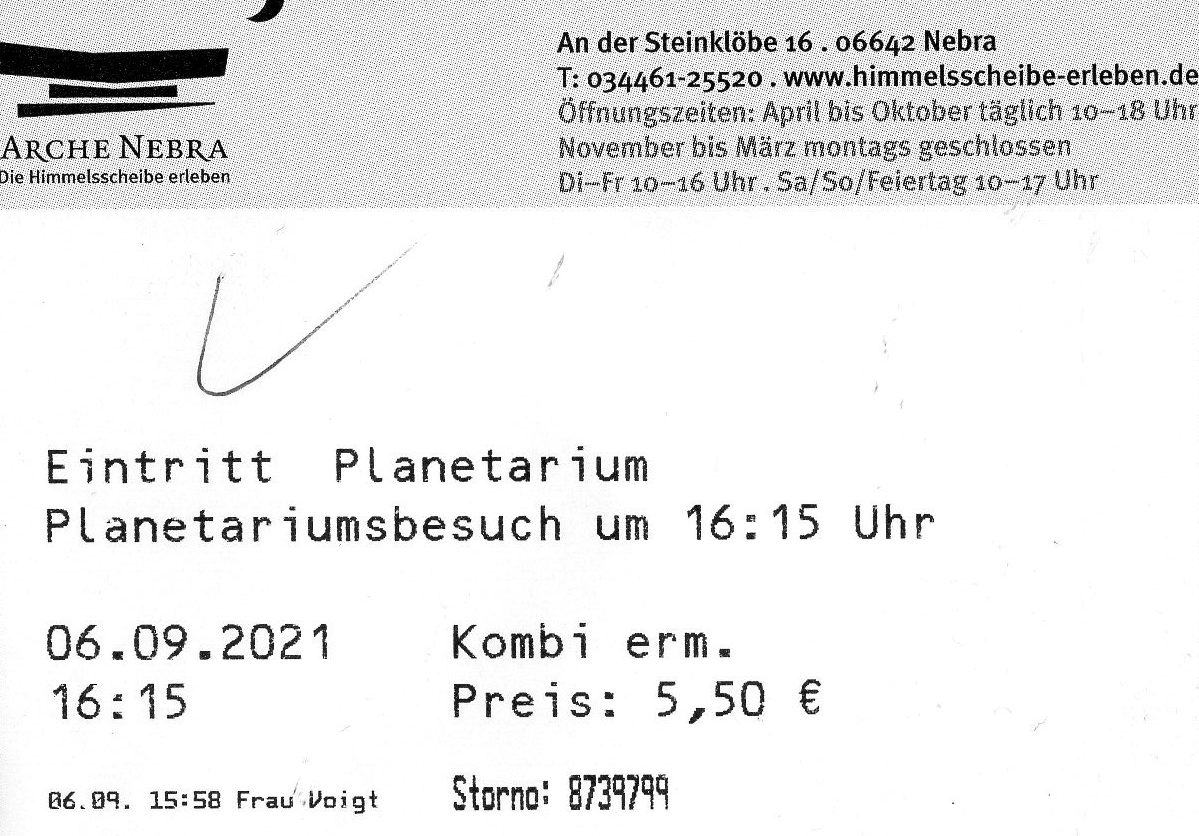 An der Steinklöbe 16 . 06642 Nebra
T: 034461-25520 . www.himmelsscheibe-erleben.de
Öffnungszeiten: April bis Oktober täglich 10–18 Uhr
November bis März montags geschlossen
Di–Fr 10–16 Uhr . Sa/So/Feiertag 10–17 Uhr
ARCHE NEBRA
Die Himmelsscheibe erleben
Eintritt Planetarium
Planetariumsbesuch um 16:15 Uhr
06.09.2021 Kombi erm.
16:15 Preis: 5,50 €
06.09. 15:58 Frau Voigt Storno: 8739799